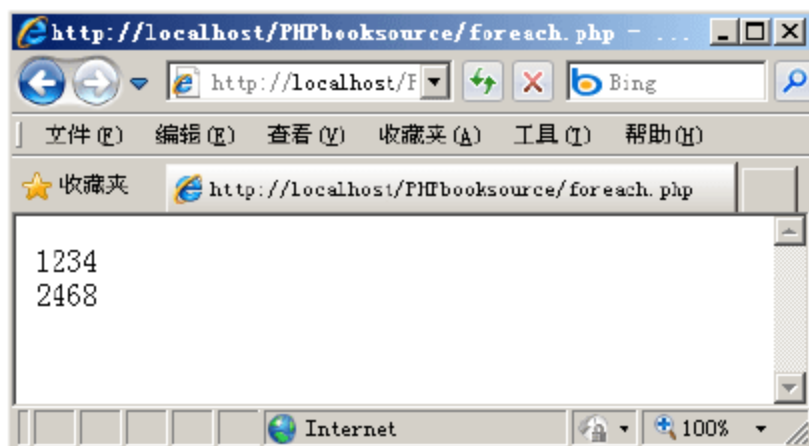 http://localhost/PHPbooksource/foreach.php - ...
http://localhost/F
Bing
文件(F) 编辑(E) 查看(V) 收藏夹(A) 工具(T) 帮助(H)
收藏夹
http://localhost/PHPbooksource/foreach.php
1234
2468
Internet
100%